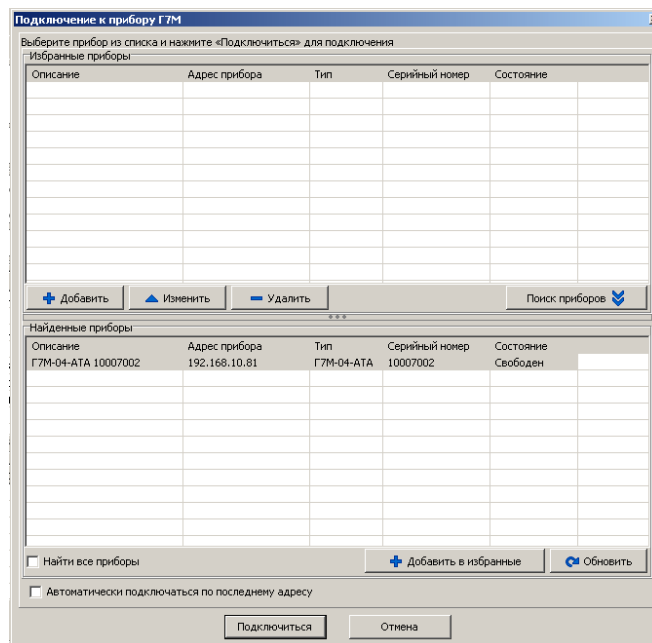 Подключение к прибору Г7М
Выберите прибор из списка и нажмите «Подключиться» для подключения
Избранные приборы
Описание Адрес прибора Тип Серийный номер Состояние
Добавить Изменить Удалить Поиск приборов
Найденные приборы
Описание Адрес прибора Тип Серийный номер Состояние
Г7М-04-АТА 10007002 192.168.10.81 Г7М-04-АТА 10007002 Свободен
Найти все приборы Добавить в избранные Обновить
Автоматически подключаться по последнему адресу
Подключиться Отмена